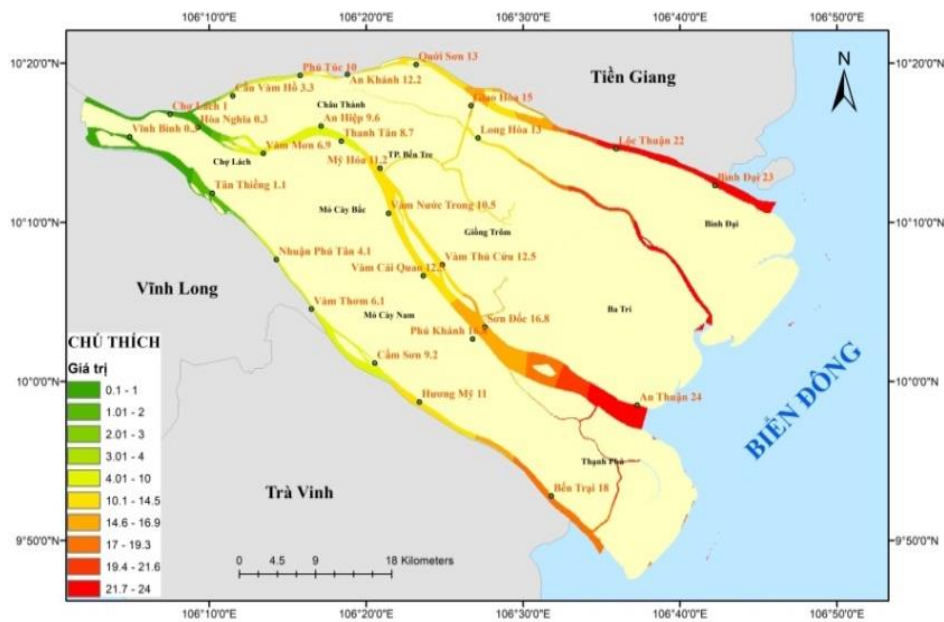 106°10'0"E 106°20'0"E 106°30'0"E 106°40'0"E 106°50'0"E
10°20'0"N
10°10'0"N
10°0'0"N
9°50'0"N
10°20'0"N
10°10'0"N
10°0'0"N
9°50'0"N
N
Quới Sơn 13
Tiền Giang
Phú Túc 10
An Khánh 12.2
Cầu Vàm Hồ 3.3
Châu Thành
Giao Hòa 15
Chợ Lách 1
Hòa Nghĩa 0.3
An Hiệp 9.6
Long Hòa 13
Vĩnh Bình
Thanh Tân 8.7
Lộc Thuận 22
Vàm Mơn 6.9
Chợ Lách
Mỹ Hóa 11.2
TP. Bến Tre
Bình Đại 23
Tân Thiềng 1.1
Mỏ Cày Bắc
Vàm Nước Trong 10.5
Giồng Trôm
Bình Đại
Nhuận Phú Tân 4.1
Vàm Cái Quao
Vàm Thủ Cửu 12.5
Vĩnh Long
Vàm Thơm 6.1
Mỏ Cày Nam
Ba Tri
Phú Khánh
Sơn Đốc 16.8
Cẩm Sơn 9.2
Hương Mỹ 11
An Thuận 24
BIỂN ĐÔNG
Thạnh Phú
Trà Vinh
Bến Trại 18
CHÚ THÍCH
Giá trị
0.1 - 1
1.01 - 2
2.01 - 3
3.01 - 4
4.01 - 10
10.1 - 14.5
14.6 - 16.9
17 - 19.3
19.4 - 21.6
21.7 - 24
0 4.5 9 18 Kilometers
106°10'0"E 106°20'0"E 106°30'0"E 106°40'0"E 106°50'0"E